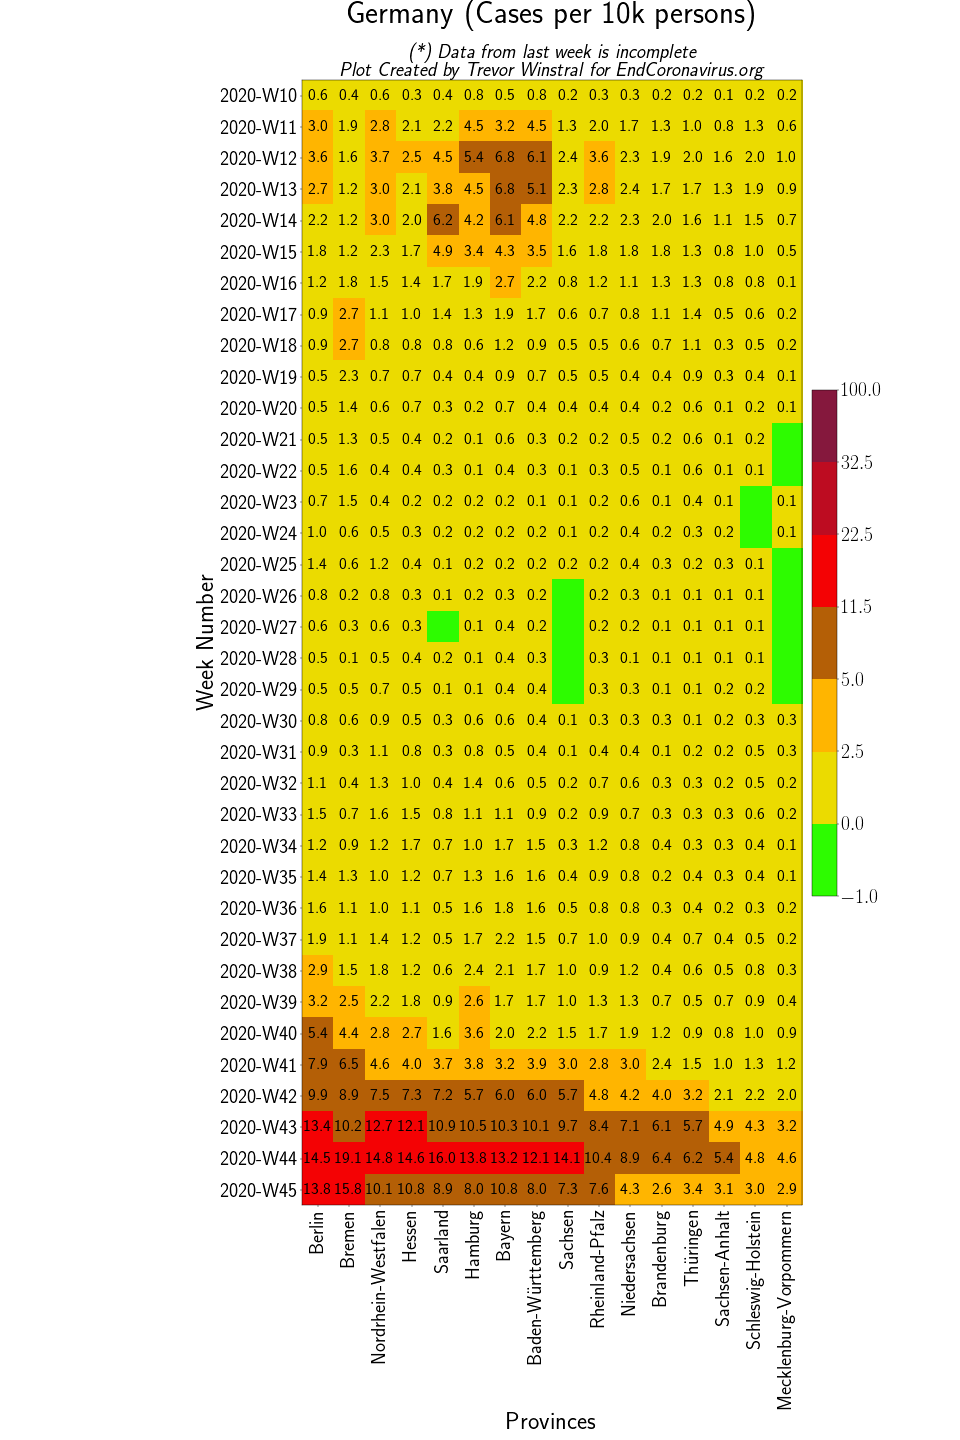 Germany (Cases per 10k persons)
(*) Data from last week is incomplete
Plot Created by Trevor Winstral for EndCoronavirus.org
2020-W10 0.6 0.4 0.6 0.3 0.4 0.8 0.5 0.8 0.2 0.3 0.3 0.2 0.2 0.1 0.2 0.2
2020-W11 3.0 1.9 2.8 2.1 2.2 4.5 3.2 4.5 1.3 2.0 1.7 1.3 1.0 0.8 1.3 0.6
2020-W12 3.6 1.6 3.7 2.5 4.5 5.4 6.8 6.1 2.4 3.6 2.3 1.9 2.0 1.6 2.0 1.0
2020-W13 2.7 1.2 3.0 2.1 3.8 4.5 6.8 5.1 2.3 2.8 2.4 1.7 1.7 1.3 1.9 0.9
2020-W14 2.2 1.2 3.0 2.0 6.2 4.2 6.1 4.8 2.2 2.2 2.3 2.0 1.6 1.1 1.5 0.7
2020-W15 1.8 1.2 2.3 1.7 4.9 3.4 4.3 3.5 1.6 1.8 1.8 1.8 1.3 0.8 1.0 0.5
2020-W16 1.2 1.8 1.5 1.4 1.7 1.9 2.7 2.2 0.8 1.2 1.1 1.3 1.3 0.8 0.8 0.1
2020-W17 0.9 2.7 1.1 1.0 1.4 1.3 1.9 1.7 0.6 0.7 0.8 1.1 1.4 0.5 0.6 0.2
2020-W18 0.9 2.7 0.8 0.8 0.8 0.6 1.2 0.9 0.5 0.5 0.6 0.7 1.1 0.3 0.5 0.2
2020-W19 0.5 2.3 0.7 0.7 0.4 0.4 0.9 0.7 0.5 0.5 0.4 0.4 0.9 0.3 0.4 0.1
2020-W20 0.5 1.4 0.6 0.7 0.3 0.2 0.7 0.4 0.4 0.4 0.4 0.2 0.6 0.1 0.2 0.1
2020-W21 0.5 1.3 0.5 0.4 0.2 0.1 0.6 0.3 0.2 0.2 0.5 0.2 0.6 0.1 0.2
2020-W22 0.5 1.6 0.4 0.4 0.3 0.1 0.4 0.3 0.1 0.3 0.5 0.1 0.6 0.1 0.1
2020-W23 0.7 1.5 0.4 0.2 0.2 0.2 0.2 0.1 0.1 0.2 0.6 0.1 0.4 0.1 0.1
2020-W24 1.0 0.6 0.5 0.3 0.2 0.2 0.2 0.2 0.1 0.2 0.4 0.2 0.3 0.2 0.1
2020-W25 1.4 0.6 1.2 0.4 0.1 0.2 0.2 0.2 0.2 0.2 0.4 0.3 0.2 0.3 0.1
2020-W26 0.8 0.2 0.8 0.3 0.1 0.2 0.3 0.2 0.2 0.3 0.1 0.1 0.1 0.1
2020-W27 0.6 0.3 0.6 0.3 0.1 0.4 0.2 0.2 0.2 0.1 0.1 0.1 0.1
2020-W28 0.5 0.1 0.5 0.4 0.2 0.1 0.4 0.3 0.3 0.1 0.1 0.1 0.1 0.1
2020-W29 0.5 0.5 0.7 0.5 0.1 0.1 0.4 0.4 0.3 0.3 0.1 0.1 0.2 0.2
2020-W30 0.8 0.6 0.9 0.5 0.3 0.6 0.6 0.4 0.1 0.3 0.3 0.3 0.1 0.2 0.3 0.3
2020-W31 0.9 0.3 1.1 0.8 0.3 0.8 0.5 0.4 0.1 0.4 0.4 0.1 0.2 0.2 0.5 0.3
2020-W32 1.1 0.4 1.3 1.0 0.4 1.4 0.6 0.5 0.2 0.7 0.6 0.3 0.3 0.2 0.5 0.2
2020-W33 1.5 0.7 1.6 1.5 0.8 1.1 1.1 0.9 0.2 0.9 0.7 0.3 0.3 0.3 0.6 0.2
2020-W34 1.2 0.9 1.2 1.7 0.7 1.0 1.7 1.5 0.3 1.2 0.8 0.4 0.3 0.3 0.4 0.1
2020-W35 1.4 1.3 1.0 1.2 0.7 1.3 1.6 1.6 0.4 0.9 0.8 0.2 0.4 0.3 0.4 0.1
2020-W36 1.6 1.1 1.0 1.1 0.5 1.6 1.8 1.6 0.5 0.8 0.8 0.3 0.4 0.2 0.3 0.2
2020-W37 1.9 1.1 1.4 1.2 0.5 1.7 2.2 1.5 0.7 1.0 0.9 0.4 0.7 0.4 0.5 0.2
2020-W38 2.9 1.5 1.8 1.2 0.6 2.4 2.1 1.7 1.0 0.9 1.2 0.4 0.6 0.5 0.8 0.3
2020-W39 3.2 2.5 2.2 1.8 0.9 2.6 1.7 1.7 1.0 1.3 1.3 0.7 0.5 0.7 0.9 0.4
2020-W40 5.4 4.4 2.8 2.7 1.6 3.6 2.0 2.2 1.5 1.7 1.9 1.2 0.9 0.8 1.0 0.9
2020-W41 7.9 6.5 4.6 4.0 3.7 3.8 3.2 3.9 3.0 2.8 3.0 2.4 1.5 1.0 1.3 1.2
2020-W42 9.9 8.9 7.5 7.3 7.2 5.7 6.0 6.0 5.7 4.8 4.2 4.0 3.2 2.1 2.2 2.0
2020-W43 13.4 10.2 12.7 12.1 10.9 10.5 10.3 10.1 9.7 8.4 7.1 6.1 5.7 4.9 4.3 3.2
2020-W44 14.5 19.1 14.8 14.6 16.0 13.8 13.2 12.1 14.1 10.4 8.9 6.4 6.2 5.4 4.8 4.6
2020-W45 13.8 15.8 10.1 10.8 8.9 8.0 10.8 8.0 7.3 7.6 4.3 2.6 3.4 3.1 3.0 2.9
Week Number
Berlin
Bremen
Nordrhein-Westfalen
Hessen
Saarland
Hamburg
Bayern
Baden-Württemberg
Sachsen
Rheinland-Pfalz
Niedersachsen
Brandenburg
Thüringen
Sachsen-Anhalt
Schleswig-Holstein
Mecklenburg-Vorpommern
Provinces
100.0
32.5
22.5
11.5
5.0
2.5
0.0
−1.0